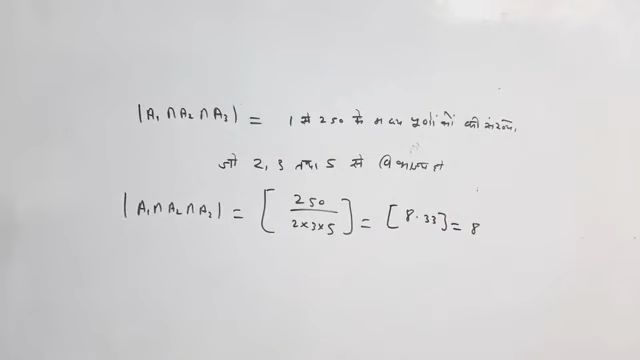 |A₁ ∩ A₂ ∩ A₃| = 1 से 250 के मध्य पूर्णांकों की संख्या,
जो 2, 3 तथा 5 से विभाज्य
|A₁ ∩ A₂ ∩ A₃| = [250 / 2×3×5] = [8.33] = 8